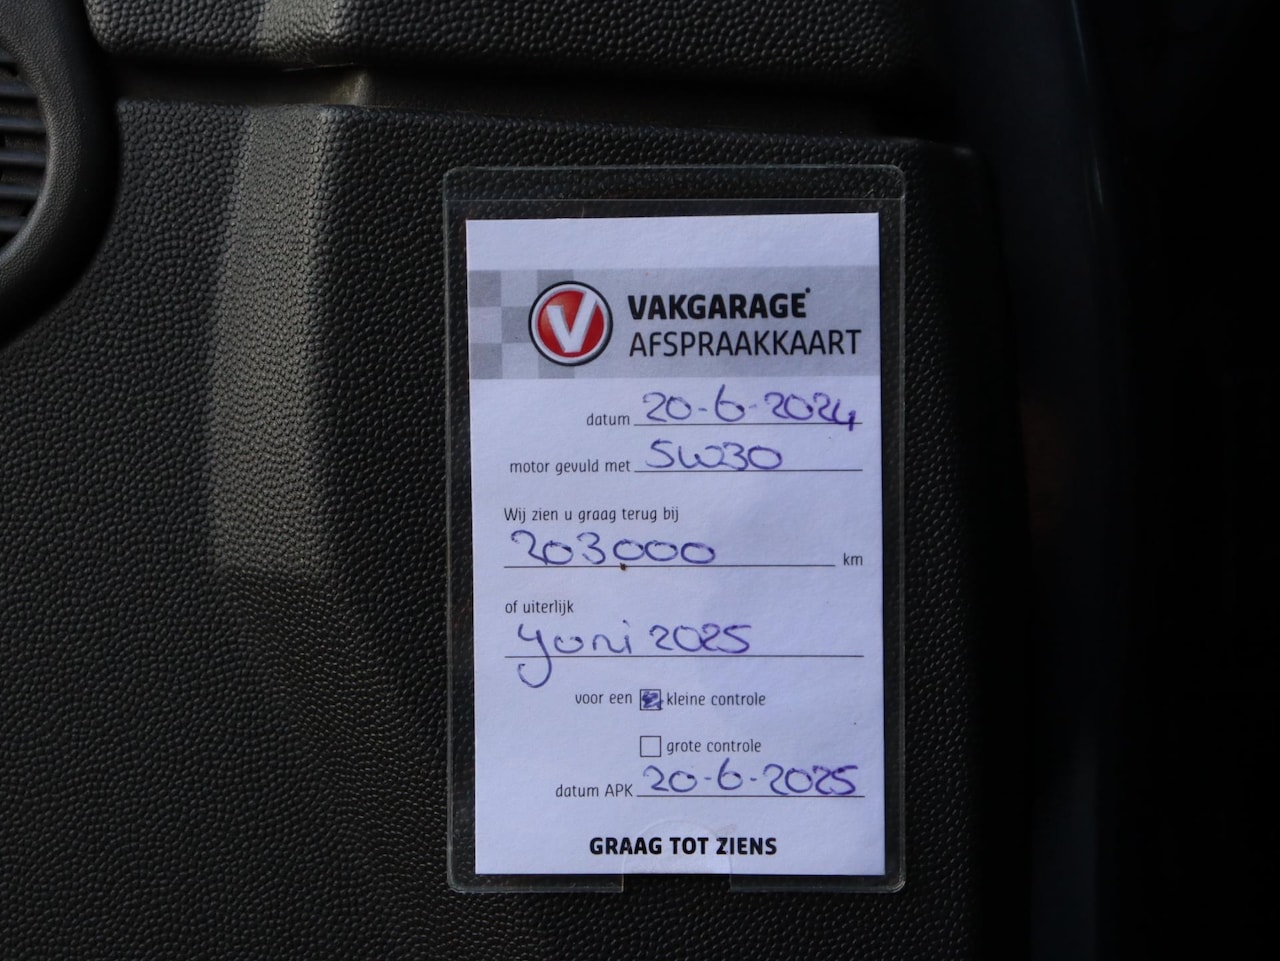 V VAKGARAGE
AFSPRAAKKAART
datum 20-6-2024
motor gevuld met 5W30
Wij zien u graag terug bij
203000 km
of uiterlijk
Juni 2025
voor een kleine controle
grote controle
datum APK 20-6-2025
GRAAG TOT ZIENS